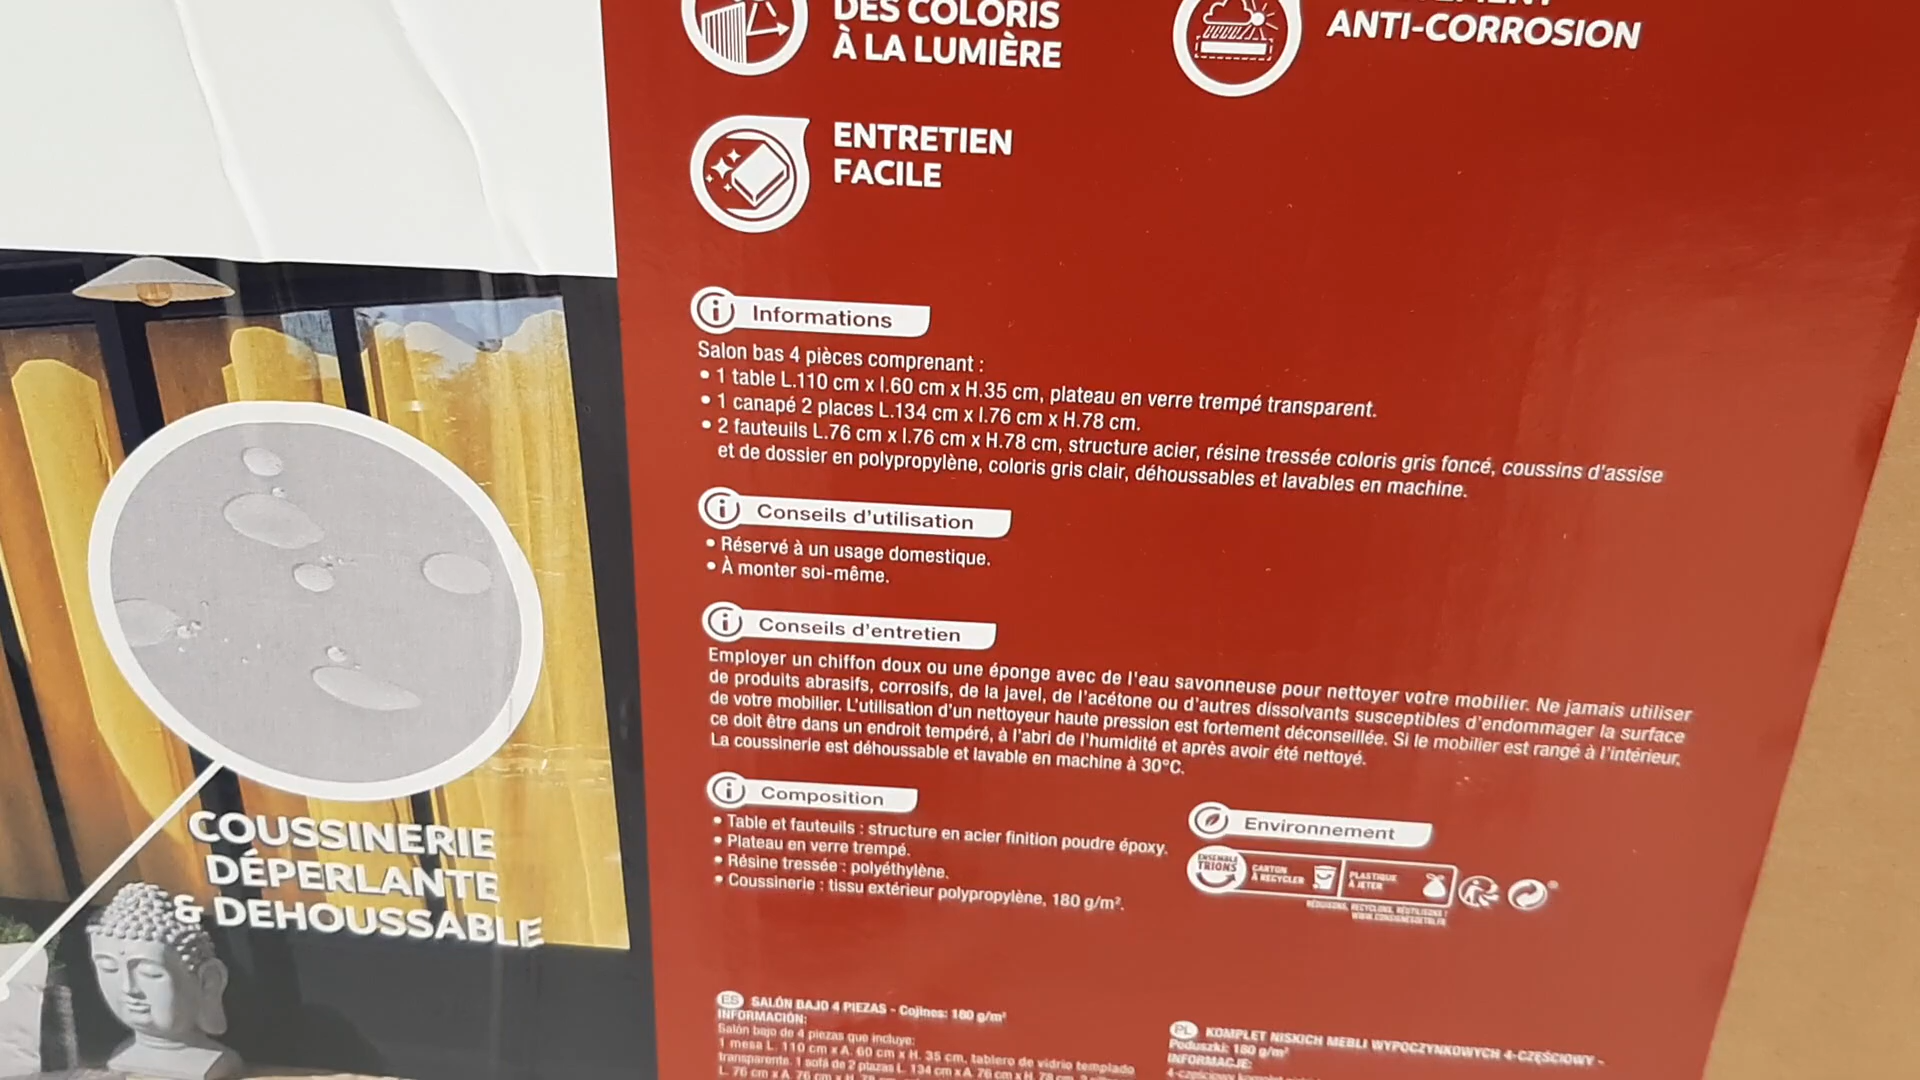 DES COLORIS
À LA LUMIÈRE
ANTI-CORROSION
ENTRETIEN
FACILE
Informations
Salon bas 4 pièces comprenant :
• 1 table L.110 cm x l.60 cm x H.35 cm, plateau en verre trempé transparent.
• 1 canapé 2 places L.134 cm x l.76 cm x H.78 cm.
• 2 fauteuils L.76 cm x l.76 cm x H.78 cm, structure acier, résine tressée coloris gris foncé, coussins d'assise
et de dossier en polypropylène, coloris gris clair, déhoussables et lavables en machine.
Conseils d'utilisation
• Réservé à un usage domestique.
• À monter soi-même.
Conseils d'entretien
Employer un chiffon doux ou une éponge avec de l'eau savonneuse pour nettoyer votre mobilier. Ne jamais utiliser
de produits abrasifs, corrosifs, de la javel, de l'acétone ou d'autres dissolvants susceptibles d'endommager la surface
de votre mobilier. L'utilisation d'un nettoyeur haute pression est fortement déconseillée. Si le mobilier est rangé à l'intérieur,
ce doit être dans un endroit tempéré, à l'abri de l'humidité et après avoir été nettoyé.
La coussinerie est déhoussable et lavable en machine à 30°C.
Composition
• Table et fauteuils : structure en acier finition poudre époxy.
• Plateau en verre trempé.
• Résine tressée : polyéthylène.
• Coussinerie : tissu extérieur polypropylène, 180 g/m².
Environnement
ENSEMBLE
TRIONS
CARTON
À RECYCLER
PLASTIQUE
À JETER
RÉDUISONS, RECYCLONS, RÉUTILISONS !
WWW.CONSIGNESDETRI.FR
COUSSINERIE
DÉPERLANTE
& DEHOUSSABLE
ES SALÓN BAJO 4 PIEZAS - Cojines: 180 g/m²
INFORMACIÓN:
Salón bajo de 4 piezas que incluye:
1 mesa L. 110 cm x A. 60 cm x H. 35 cm, tablero de vidrio templado
transparente. 1 sofá de 2 plazas L. 134 cm x A. 76 cm x H. 78 cm.
L. 76 cm x A. 76 cm x H. 78 cm
PL KOMPLET NISKICH MEBLI WYPOCZYNKOWYCH 4-CZĘŚCIOWY -
Poduszki: 180 g/m²
INFORMACJE:
4-częściowy komplet